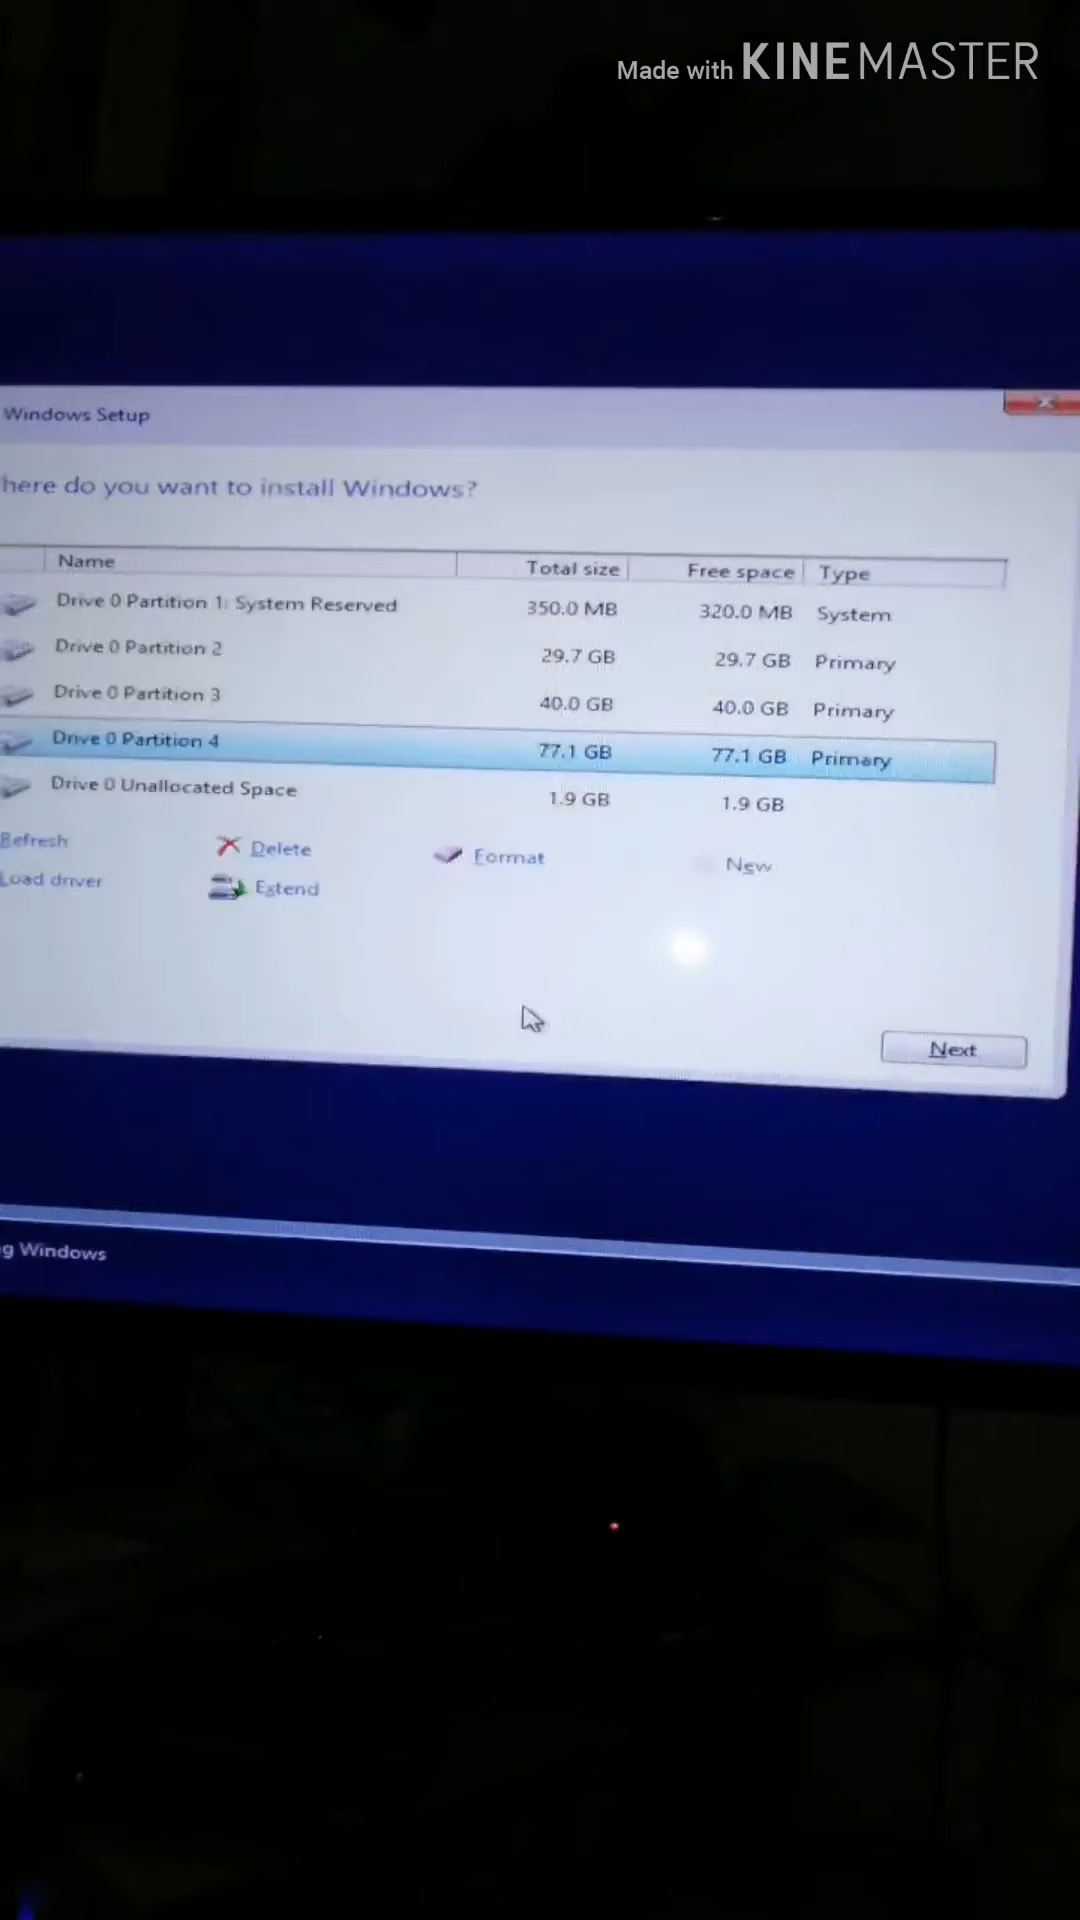 Made with KINEMASTER
Windows Setup
here do you want to install Windows?
Name Total size Free space Type
Drive 0 Partition 1: System Reserved 350.0 MB 320.0 MB System
Drive 0 Partition 2 29.7 GB 29.7 GB Primary
Drive 0 Partition 3 40.0 GB 40.0 GB Primary
Drive 0 Partition 4 77.1 GB 77.1 GB Primary
Drive 0 Unallocated Space 1.9 GB 1.9 GB
Refresh Delete Format New
Load driver Extend
Next
g Windows